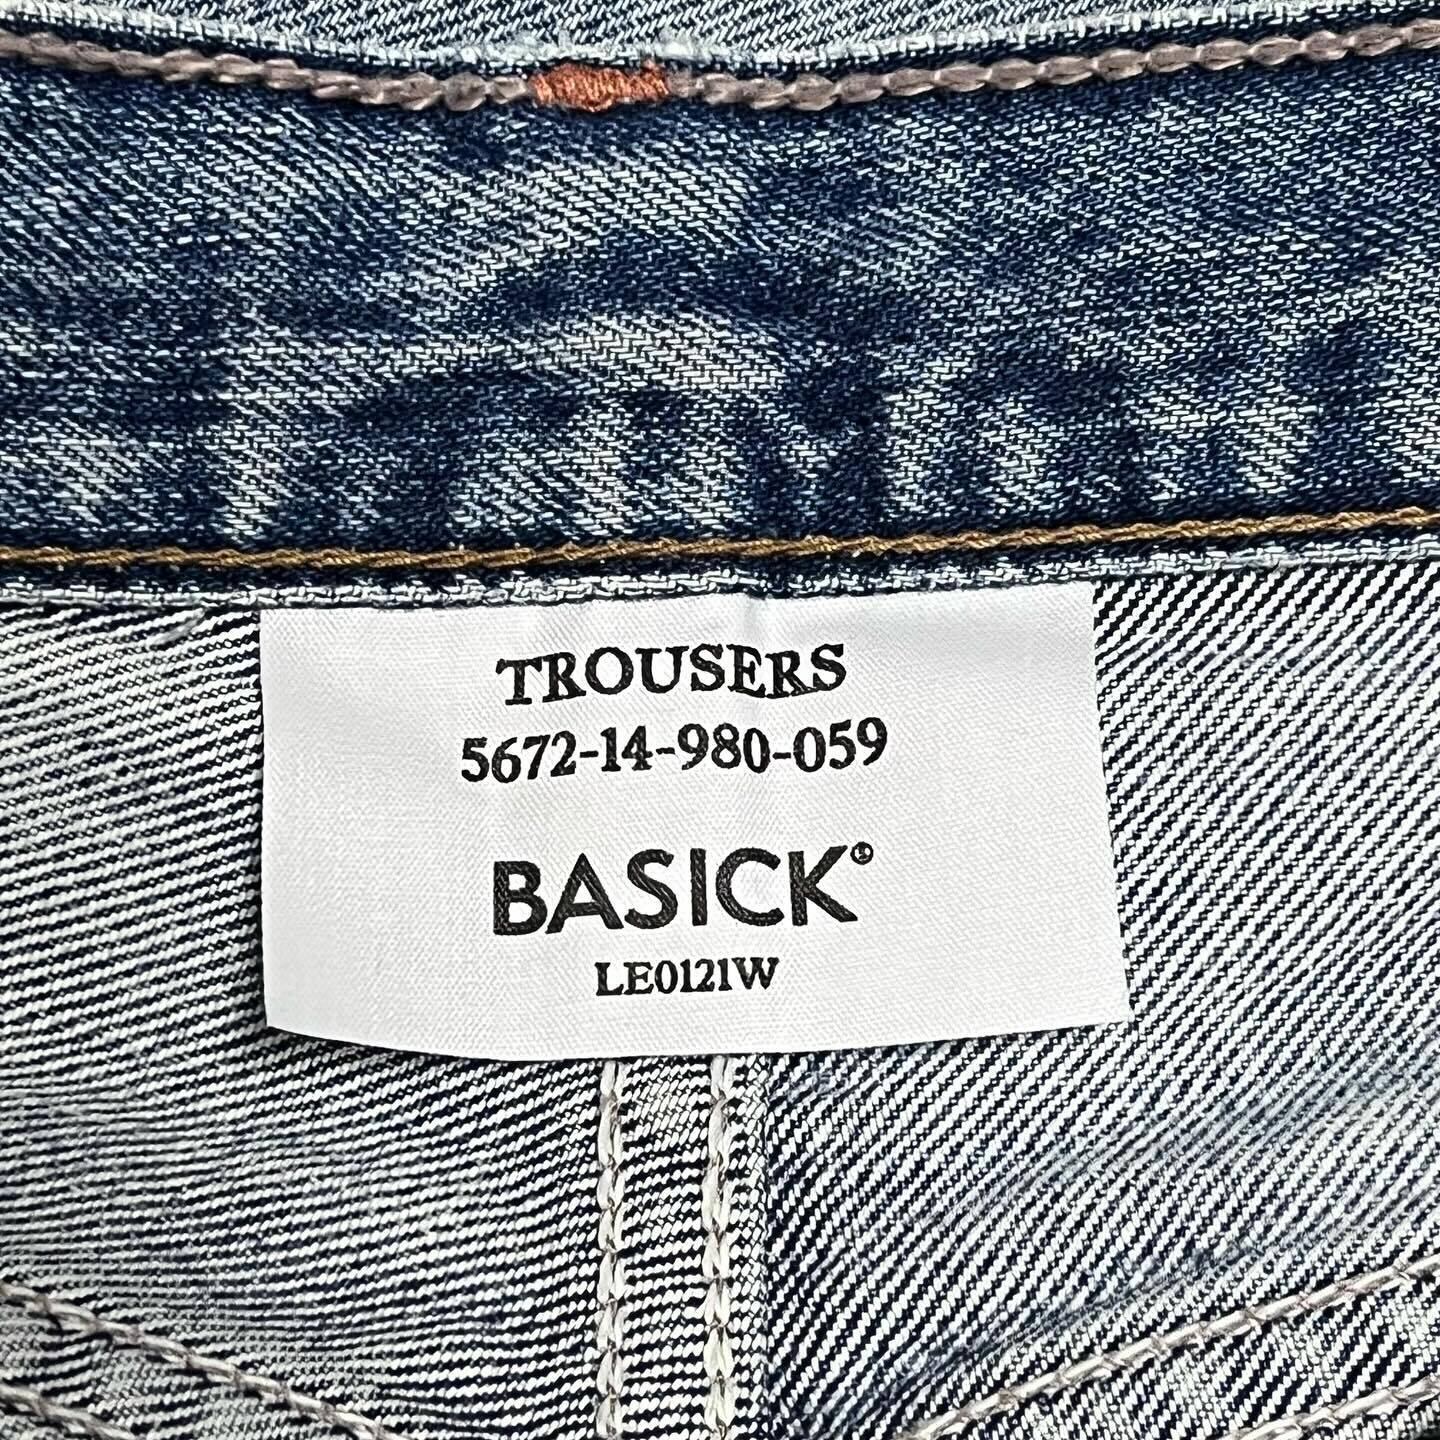 TROUSERS
5672-14-980-059
BASICK®
LE0121W